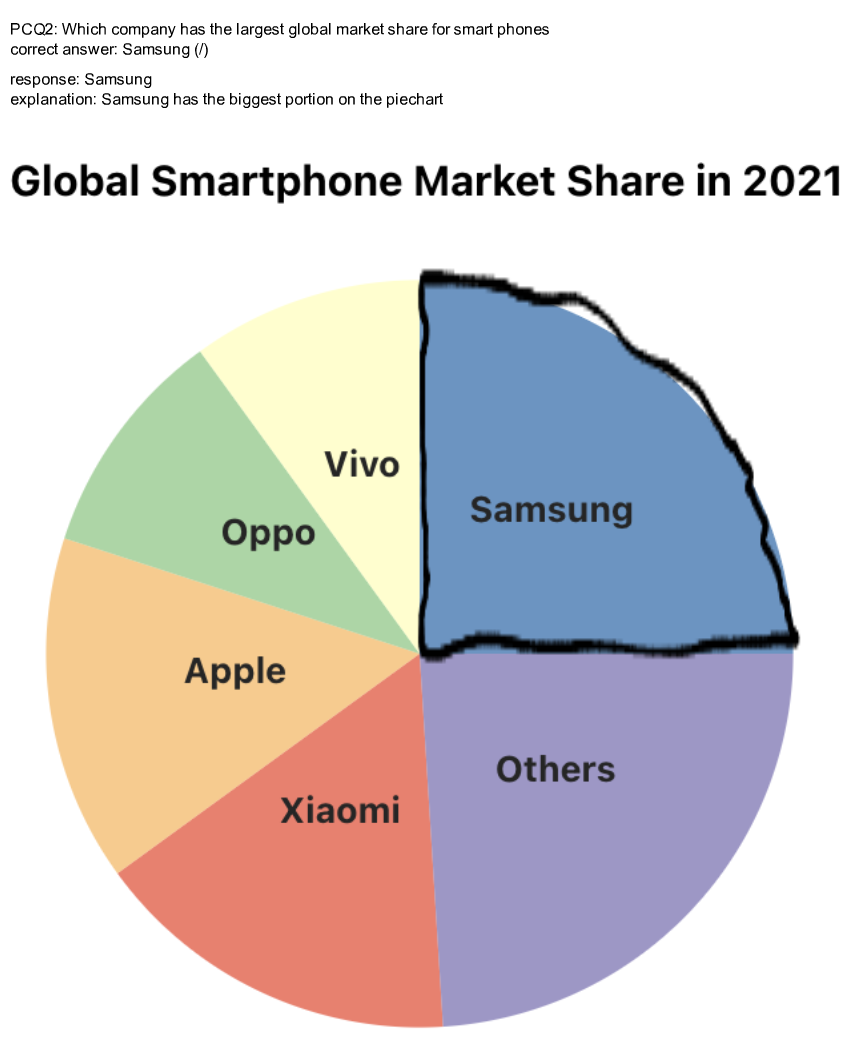 PCQ2: Which company has the largest global market share for smart phones
correct answer: Samsung (/)
response: Samsung
explanation: Samsung has the biggest portion on the piechart
Global Smartphone Market Share in 2021
Vivo
Samsung
Oppo
Apple
Others
Xiaomi